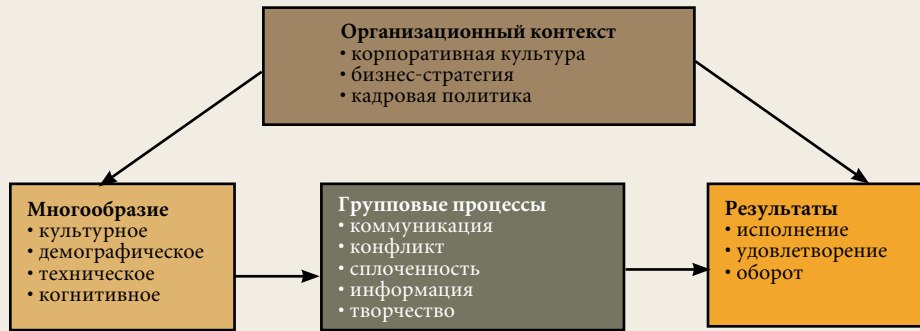 Организационный контекст
• корпоративная культура
• бизнес-стратегия
• кадровая политика
Многообразие
• культурное
• демографическое
• техническое
• когнитивное
Групповые процессы
• коммуникация
• конфликт
• сплоченность
• информация
• творчество
Результаты
• исполнение
• удовлетворение
• оборот